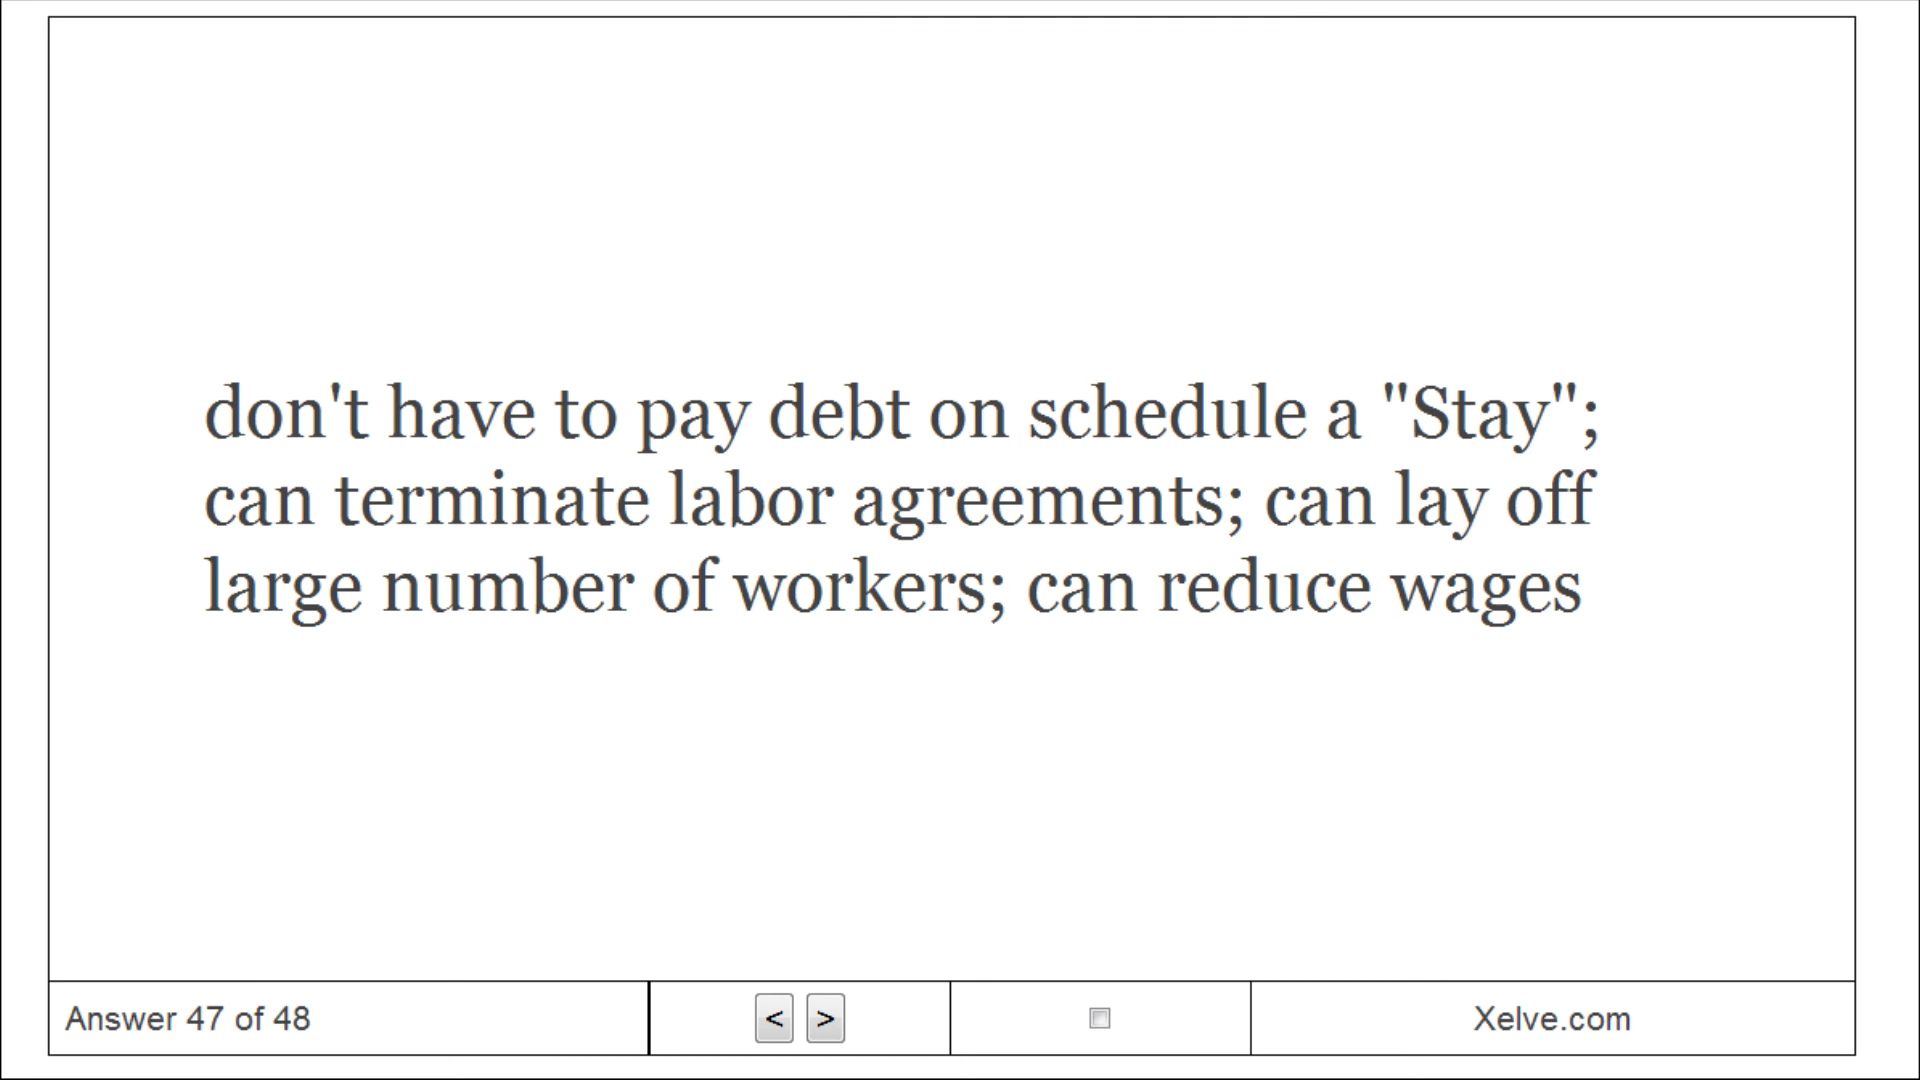 don't have to pay debt on schedule a "Stay";
can terminate labor agreements; can lay off
large number of workers; can reduce wages
Answer 47 of 48
< >
Xelve.com